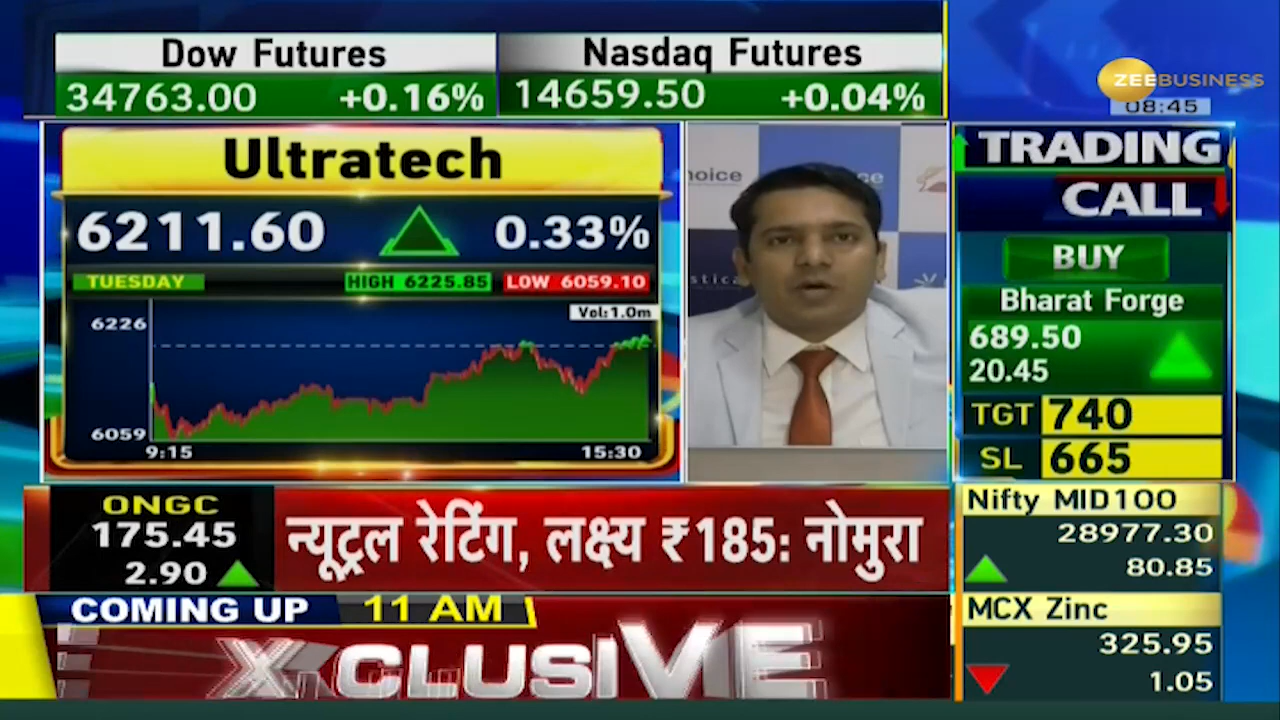 Dow Futures
34763.00 +0.16%
Nasdaq Futures
14659.50 +0.04%
ZEEBUSINESS
08:45
Ultratech
6211.60 0.33%
TUESDAY HIGH 6225.85 LOW 6059.10
Vol:1.0m
6226
6059
9:15 15:30
TRADING
CALL
BUY
Bharat Forge
689.50
20.45
TGT 740
SL 665
ONGC
175.45
2.90
न्यूट्रल रेटिंग, लक्ष्य ₹185: नोमुरा
Nifty MID100
28977.30
80.85
MCX Zinc
325.95
1.05
COMING UP 11 AM
XCLUSIVE